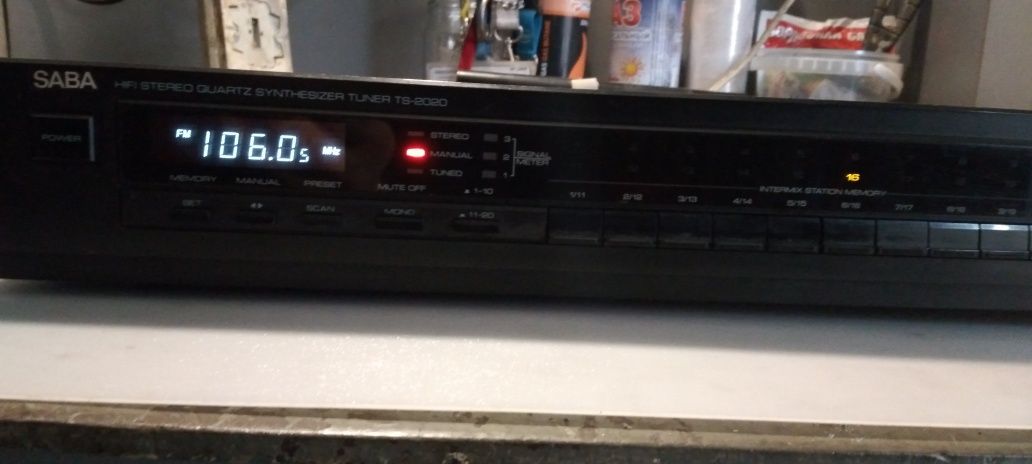 АЗ
SABA
HIFI STEREO QUARTZ SYNTHESIZER TUNER TS-2020
POWER
FM 106.05 MHz
STEREO 3
MANUAL 2
TUNED 1
SIGNAL METER
16
INTERMIX STATION MEMORY
MEMORY MANUAL PRESET MUTE OFF ▲ 1-10
1/11 2/12 3/13 4/14 5/15 6/16 7/17 8/18 9/19
SET ◄► SCAN MONO ▲ 11-20